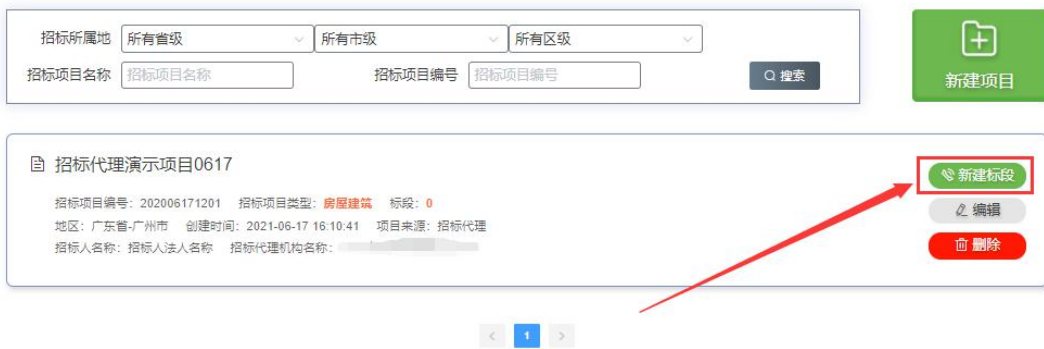 招标所属地 所有省级 所有市级 所有区级
招标项目名称 招标项目名称 招标项目编号 招标项目编号 搜索
新建项目
招标代理演示项目0617
新建标段
招标项目编号：202006171201 招标项目类型：房屋建筑 标段：0
编辑
地区：广东省-广州市 创建时间：2021-06-17 16:10:41 项目来源：招标代理
招标人名称：招标人法人名称 招标代理机构名称：
删除
1